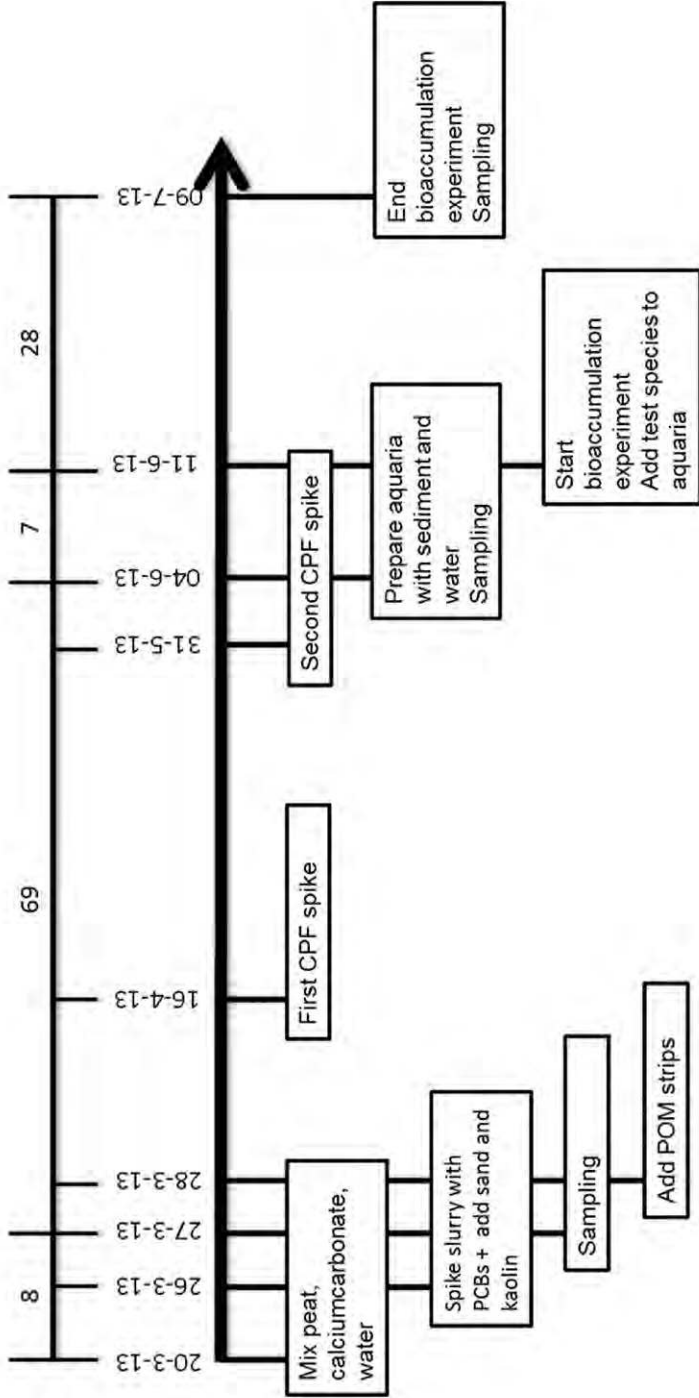 8
69
7
28
20-3-13
26-3-13
27-3-13
28-3-13
16-4-13
31-5-13
04-6-13
11-6-13
09-7-13
Mix peat,
calciumcarbonate,
water
Spike slurry with
PCBs + add sand and
kaolin
Sampling
Add POM strips
First CPF spike
Second CPF spike
Prepare aquaria
with sediment and
water
Sampling
Start
bioaccumulation
experiment
Add test species to
aquaria
End
bioaccumulation
experiment
Sampling